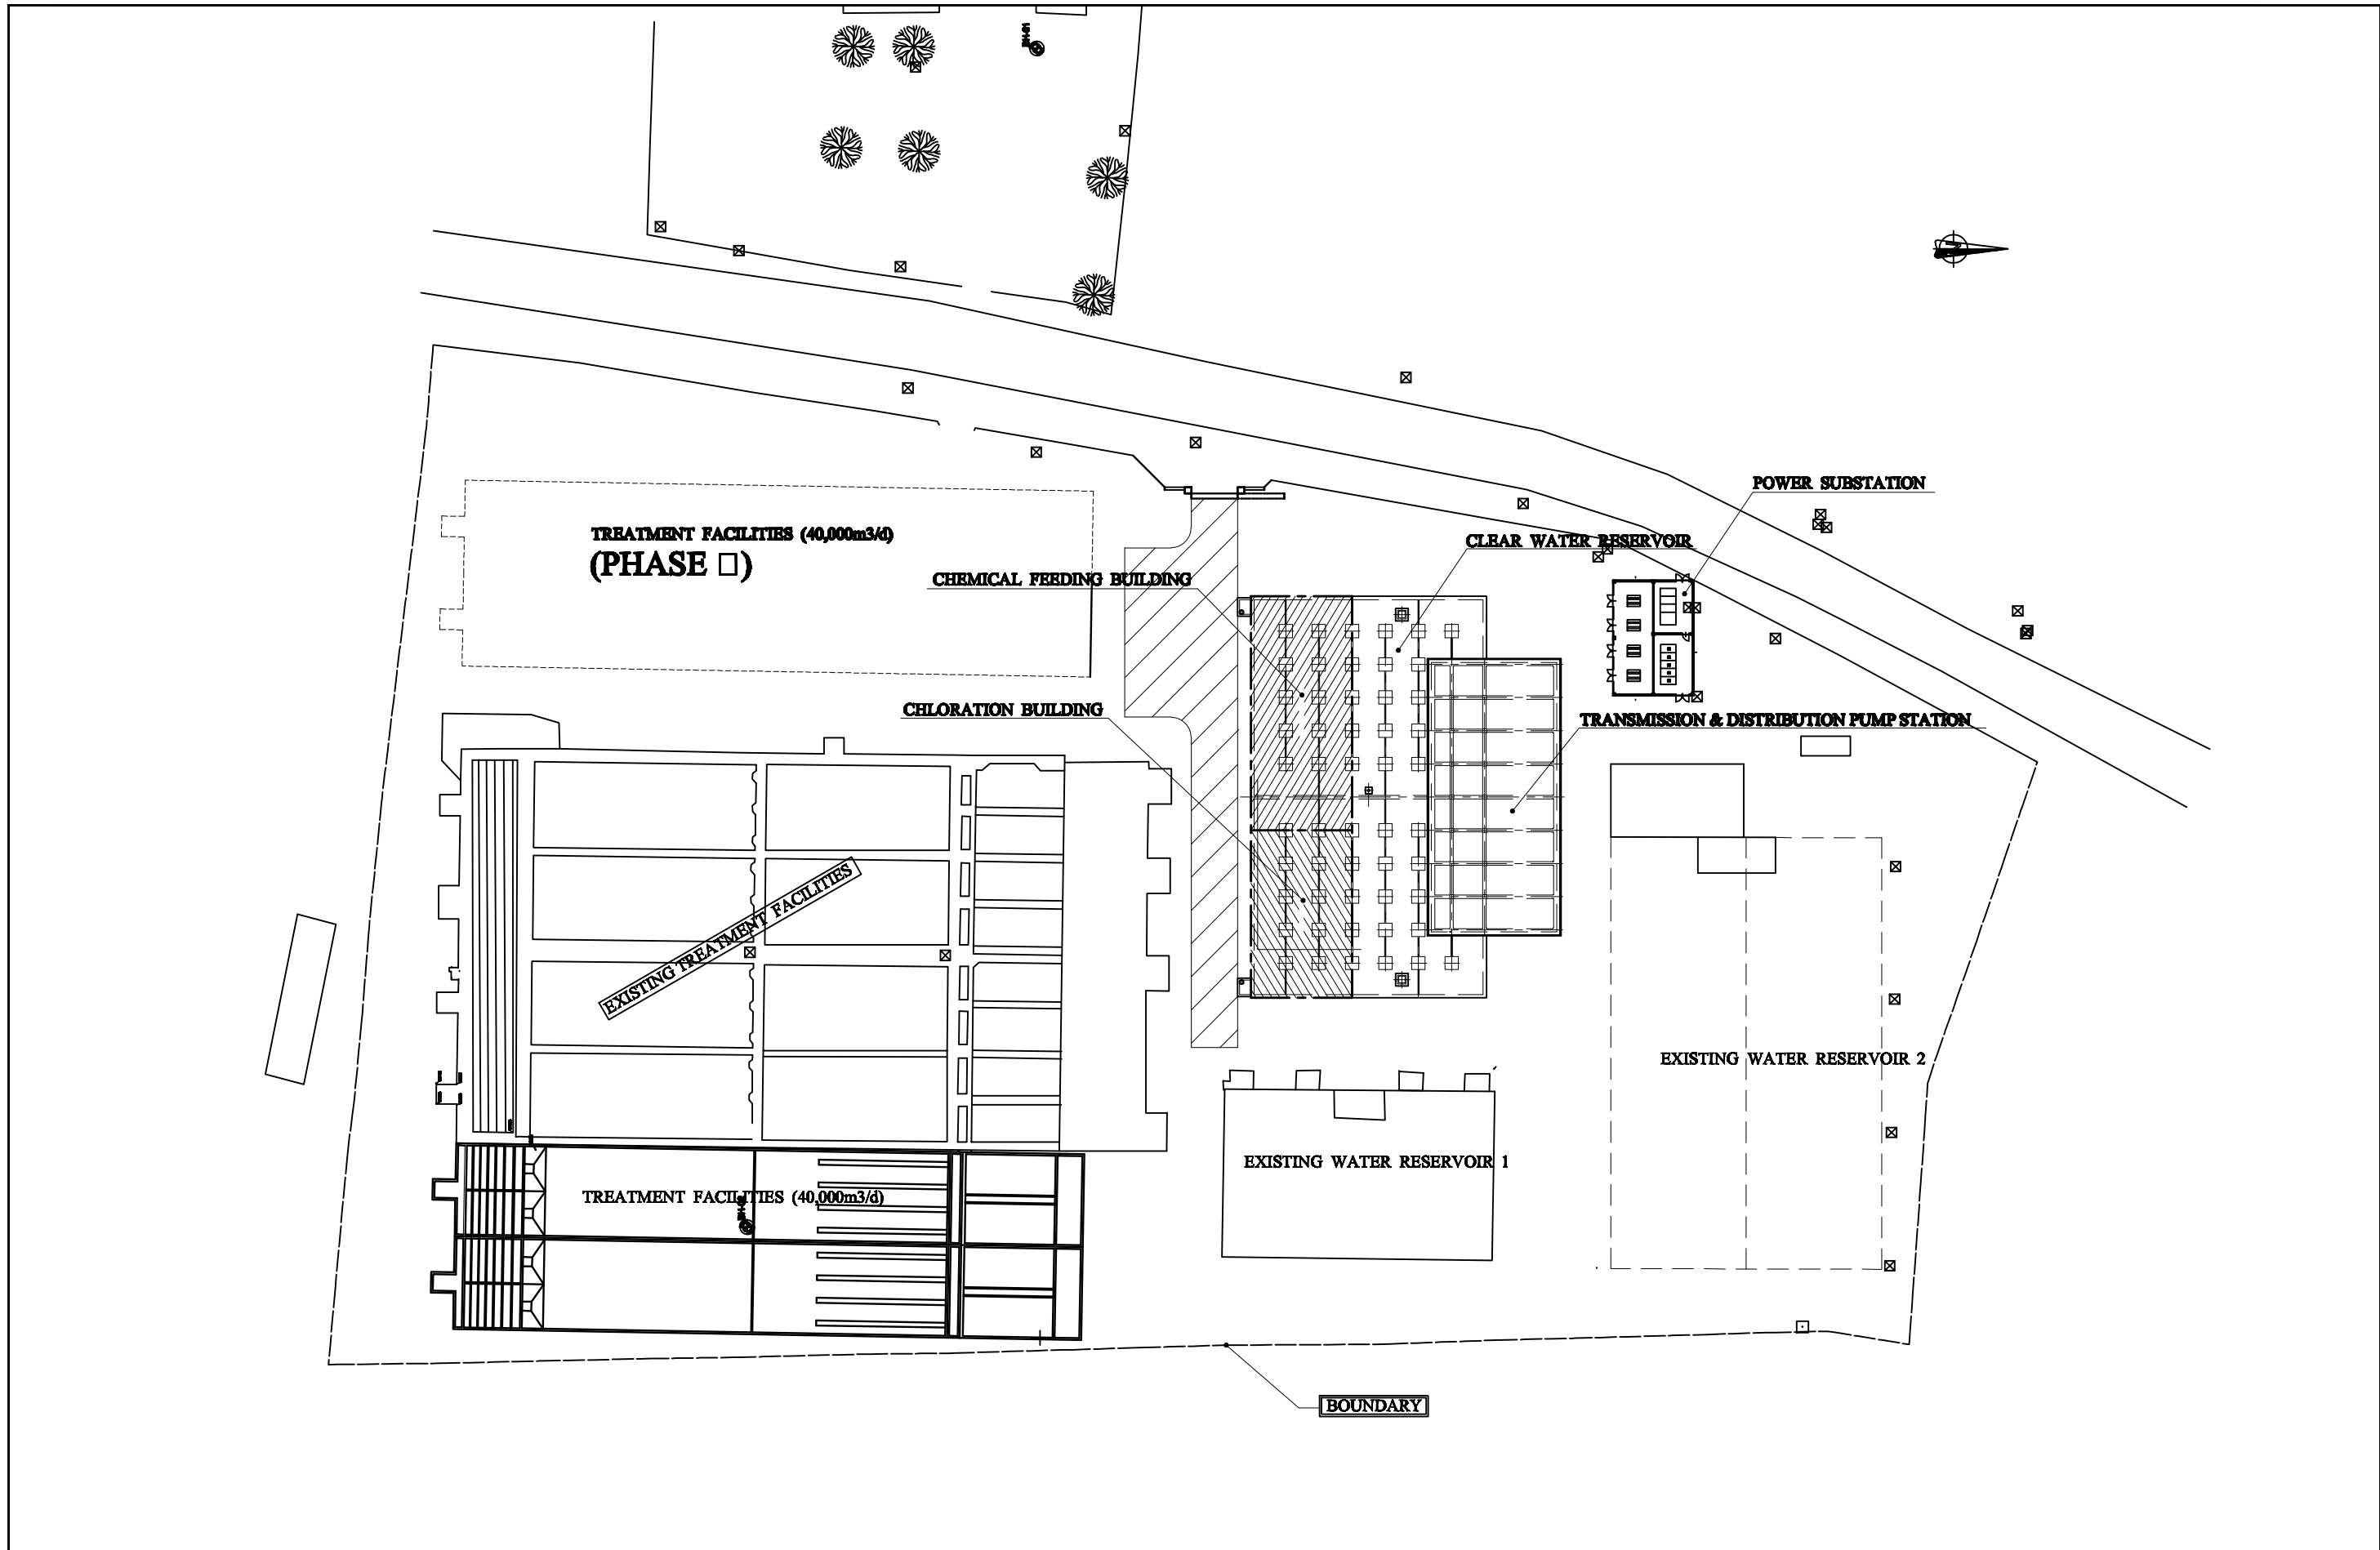 POWER SUBSTATION
TREATMENT FACILITIES (40,000m3/d)
(PHASE □)
CLEAR WATER RESERVOIR
CHEMICAL FEEDING BUILDING
CHLORATION BUILDING
TRANSMISSION & DISTRIBUTION PUMP STATION
EXISTING TREATMENT FACILITIES
EXISTING WATER RESERVOIR 2
EXISTING WATER RESERVOIR 1
TREATMENT FACILITIES (40,000m3/d)
BOUNDARY